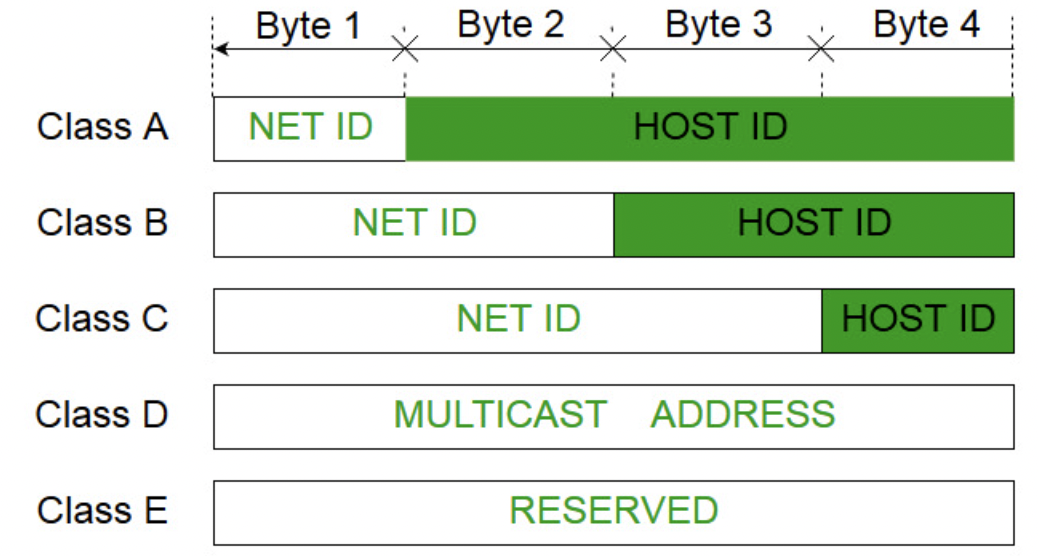 Byte 1 Byte 2 Byte 3 Byte 4
Class A NET ID HOST ID
Class B NET ID HOST ID
Class C NET ID HOST ID
Class D MULTICAST ADDRESS
Class E RESERVED